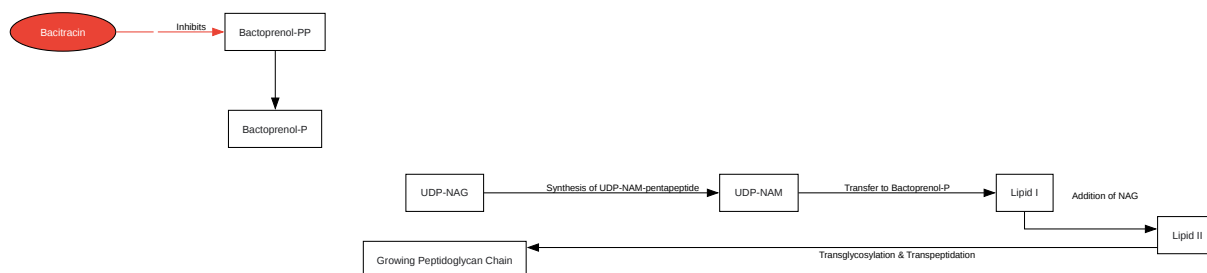 Bacitracin
Inhibits
Bactoprenol-PP
Bactoprenol-P
UDP-NAG
Synthesis of UDP-NAM-pentapeptide
UDP-NAM
Transfer to Bactoprenol-P
Lipid I
Addition of NAG
Lipid II
Transglycosylation & Transpeptidation
Growing Peptidoglycan Chain